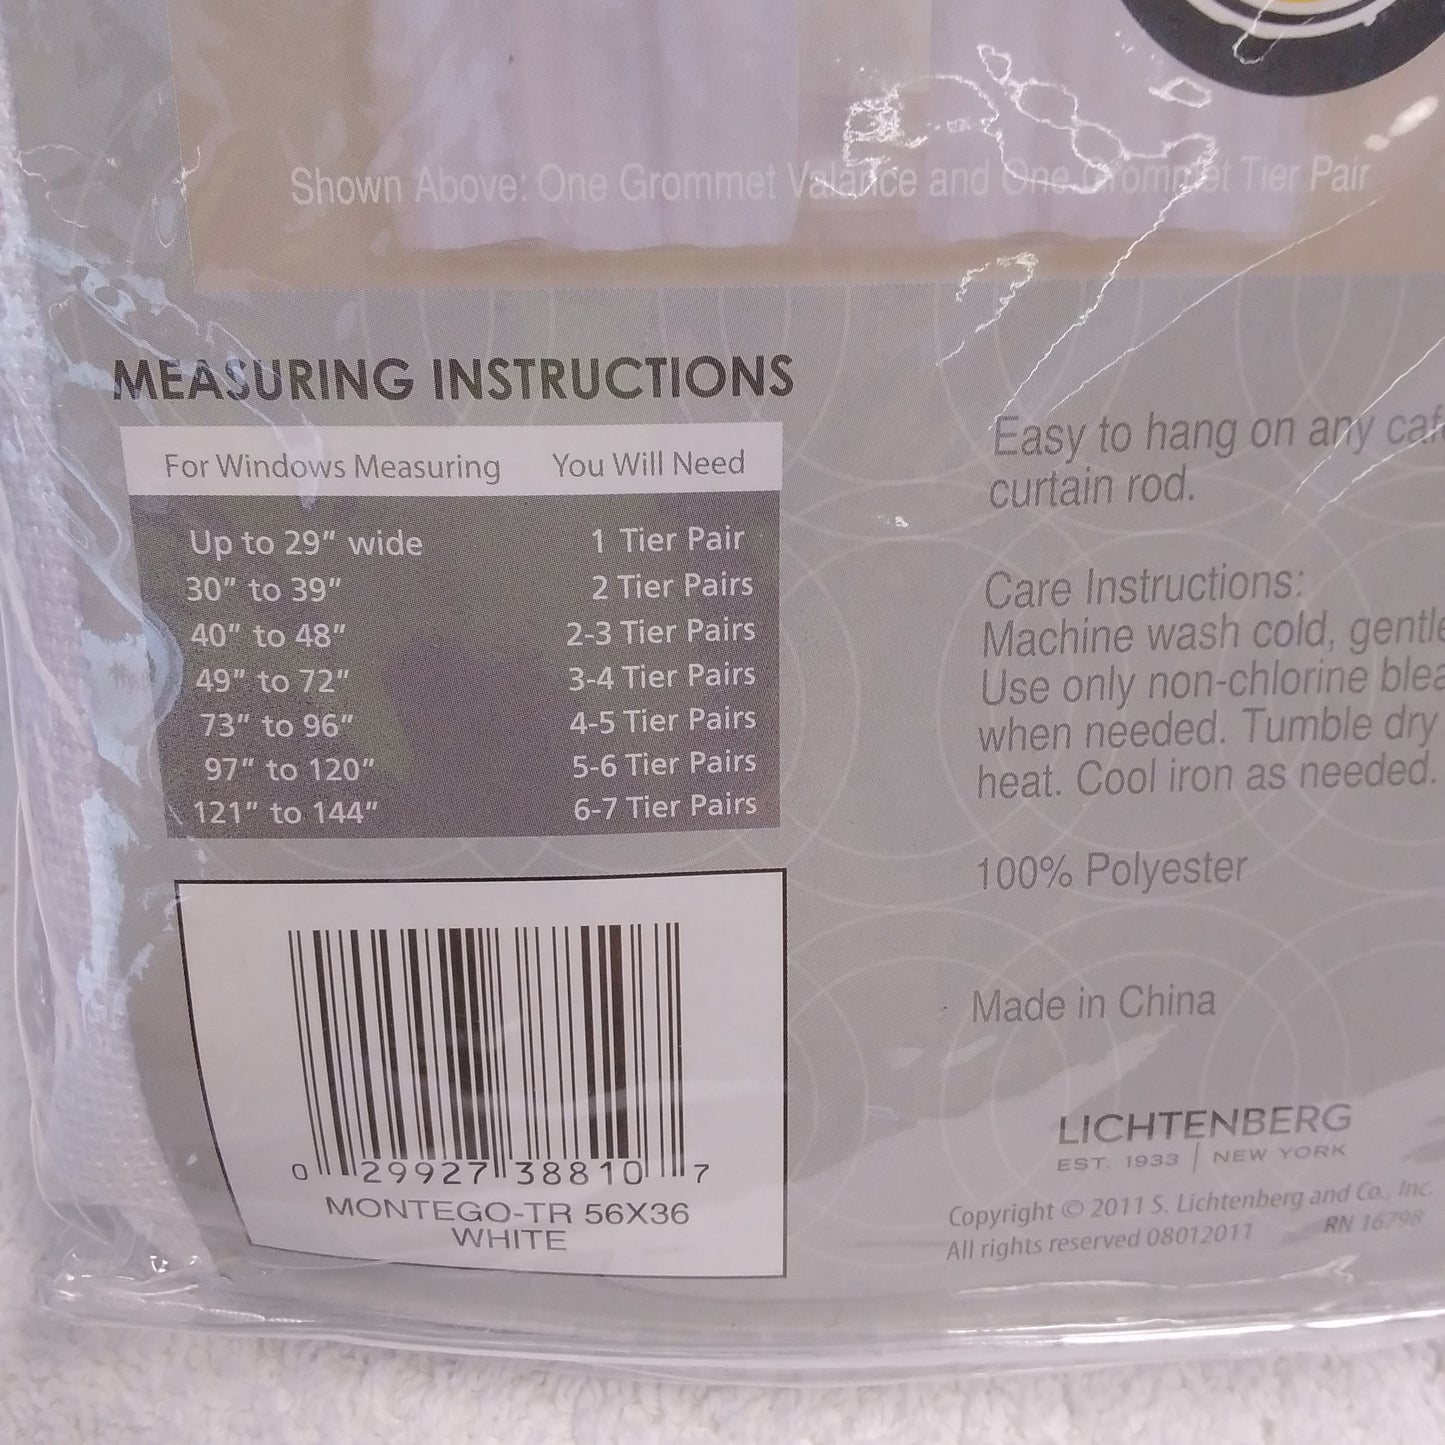 Shown Above: One Grommet Valance and One Grommet Tier Pair
MEASURING INSTRUCTIONS
For Windows Measuring You Will Need
Up to 29" wide 1 Tier Pair
30" to 39" 2 Tier Pairs
40" to 48" 2-3 Tier Pairs
49" to 72" 3-4 Tier Pairs
73" to 96" 4-5 Tier Pairs
97" to 120" 5-6 Tier Pairs
121" to 144" 6-7 Tier Pairs
0 29927 38810 7
MONTEGO-TR 56X36
WHITE
Easy to hang on any
curtain rod.
Care Instructions:
Machine wash cold,
Use only non-chlorine
when needed. Tumble dry
heat. Cool iron as needed.
100% Polyester
Made in China
LICHTENBERG
EST. 1933 | NEW YORK
Copyright © 2011 S. Lichtenberg and Co., Inc.
All rights reserved 08012011 RN 16798